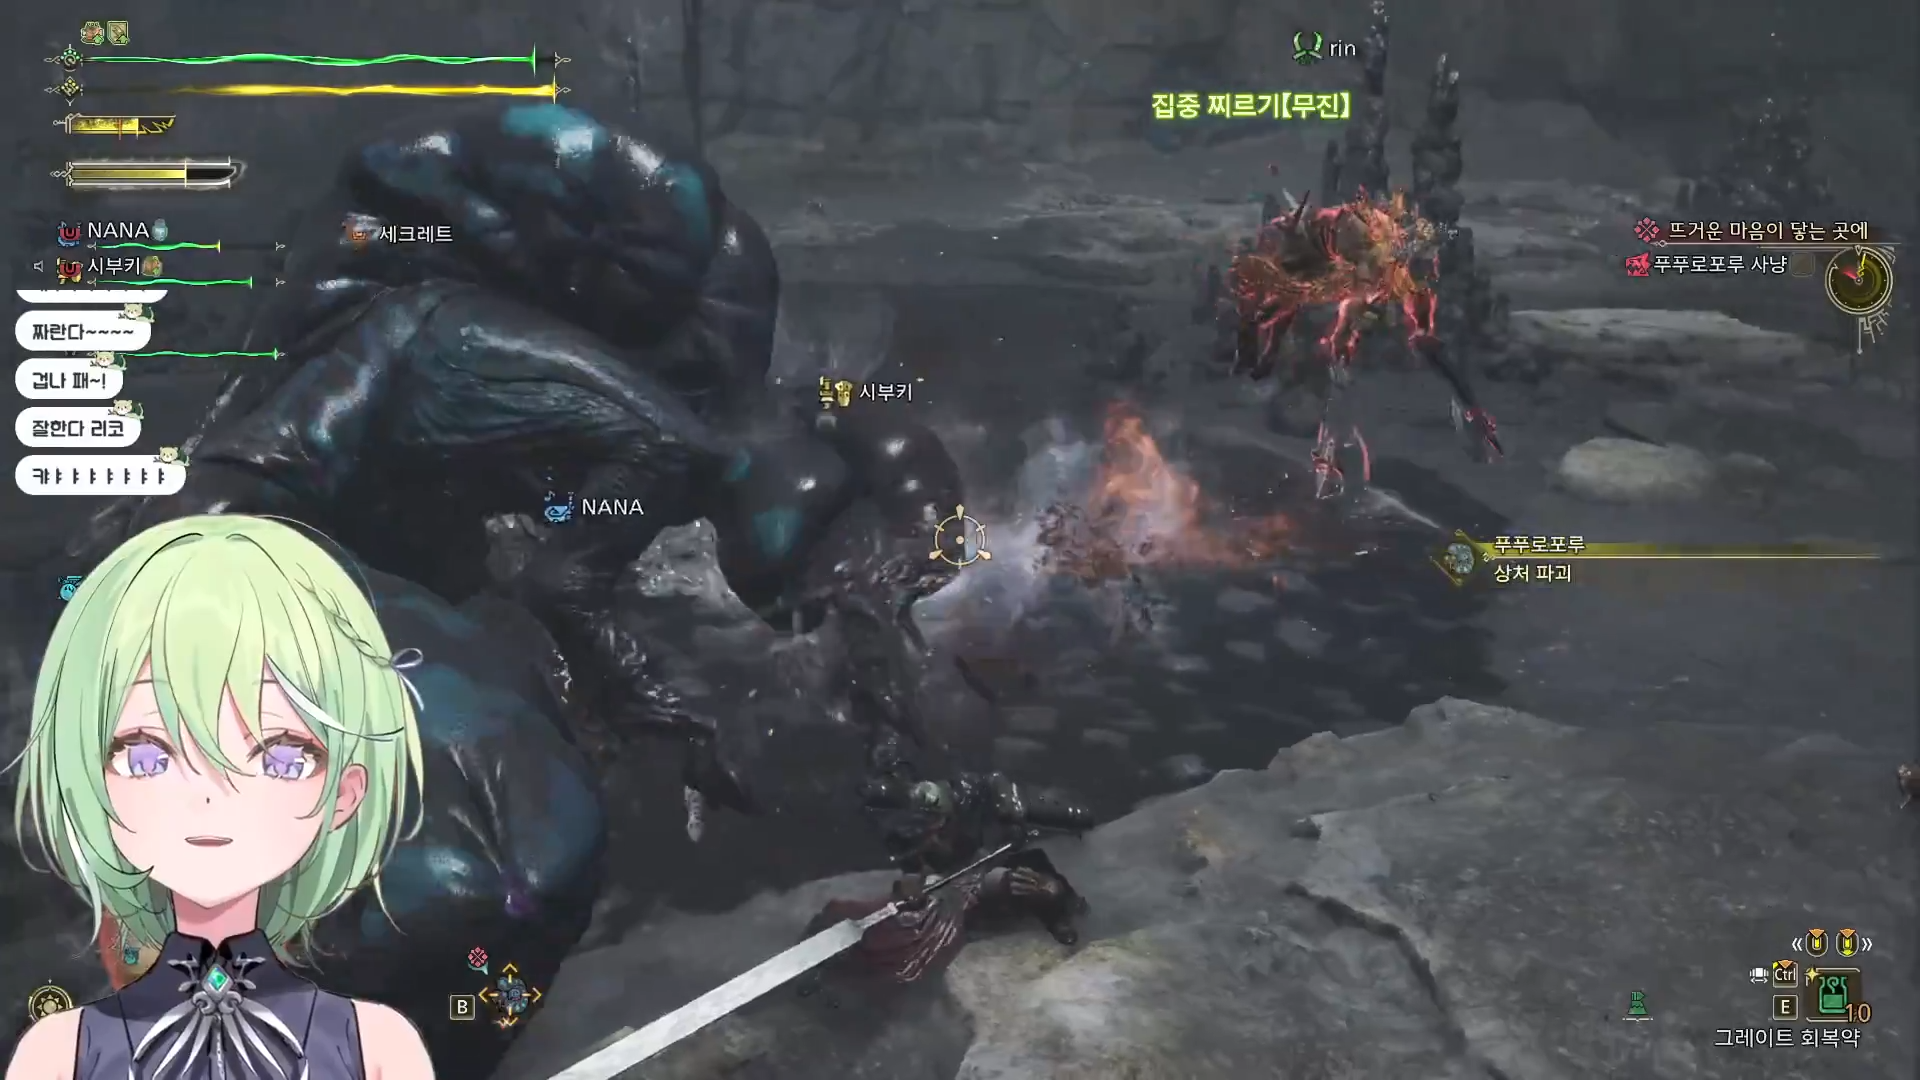 rin
집중 찌르기【무진】
NANA
세크레트
시부키
뜨거운 마음이 닿는 곳에
푸푸로포루 사냥
짜란다~~~~
겁나 패~!
잘한다 리코
캬ㅑㅑㅑㅑㅑㅑ
시부키
NANA
푸푸로포루
상처 파괴
B
Ctrl
E
10
그레이트 회복약